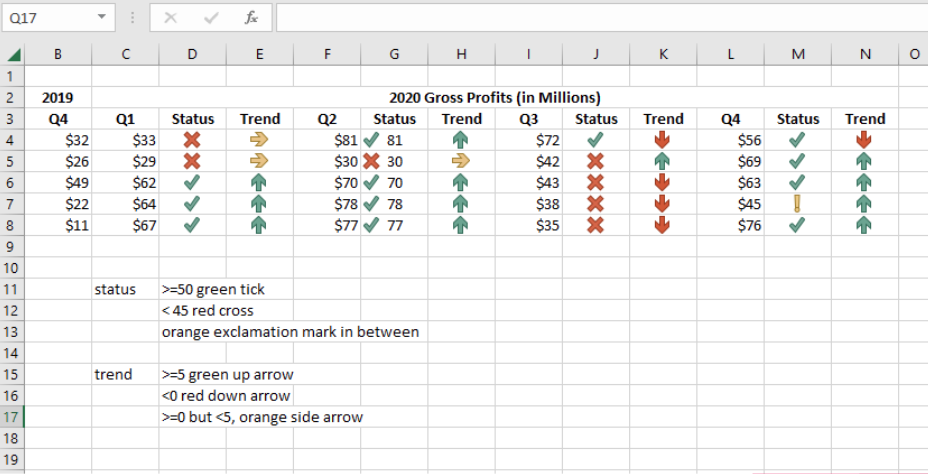 Q17 fx
B C D E F G H I J K L M N O
1
2 2019 2020 Gross Profits (in Millions)
3 Q4 Q1 Status Trend Q2 Status Trend Q3 Status Trend Q4 Status Trend
4 $32 $33 $81 81 $72 $56
5 $26 $29 $30 30 $42 $69
6 $49 $62 $70 70 $43 $63
7 $22 $64 $78 78 $38 $45
8 $11 $67 $77 77 $35 $76
9
10
11 status >=50 green tick
12 < 45 red cross
13 orange exclamation mark in between
14
15 trend >=5 green up arrow
16 <0 red down arrow
17 >=0 but <5, orange side arrow
18
19